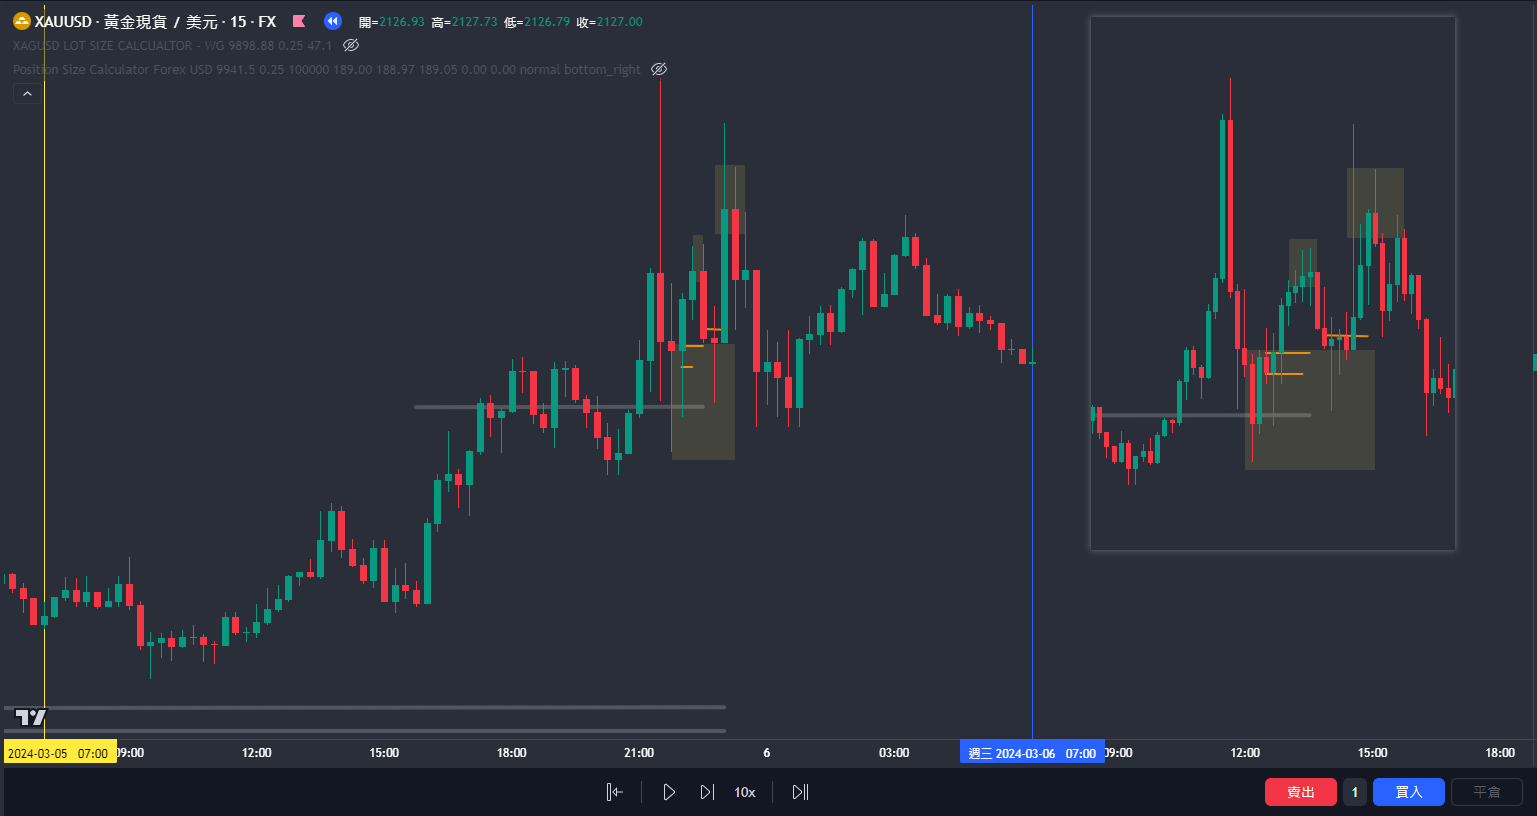 XAUUSD · 黃金現貨 / 美元 · 15 · FX 開=2126.93 高=2127.73 低=2126.79 收=2127.00
XAGUSD LOT SIZE CALCUALTOR - WG 9898.88 0.25 47.1
Position Size Calculator Forex USD 9941.5 0.25 100000 189.00 188.97 189.05 0.00 0.00 normal bottom_right
2024-03-05 07:00 09:00 12:00 15:00 18:00 21:00 6 03:00 週三 2024-03-06 07:00 09:00 12:00 15:00 18:00
10x 賣出 1 買入 平倉